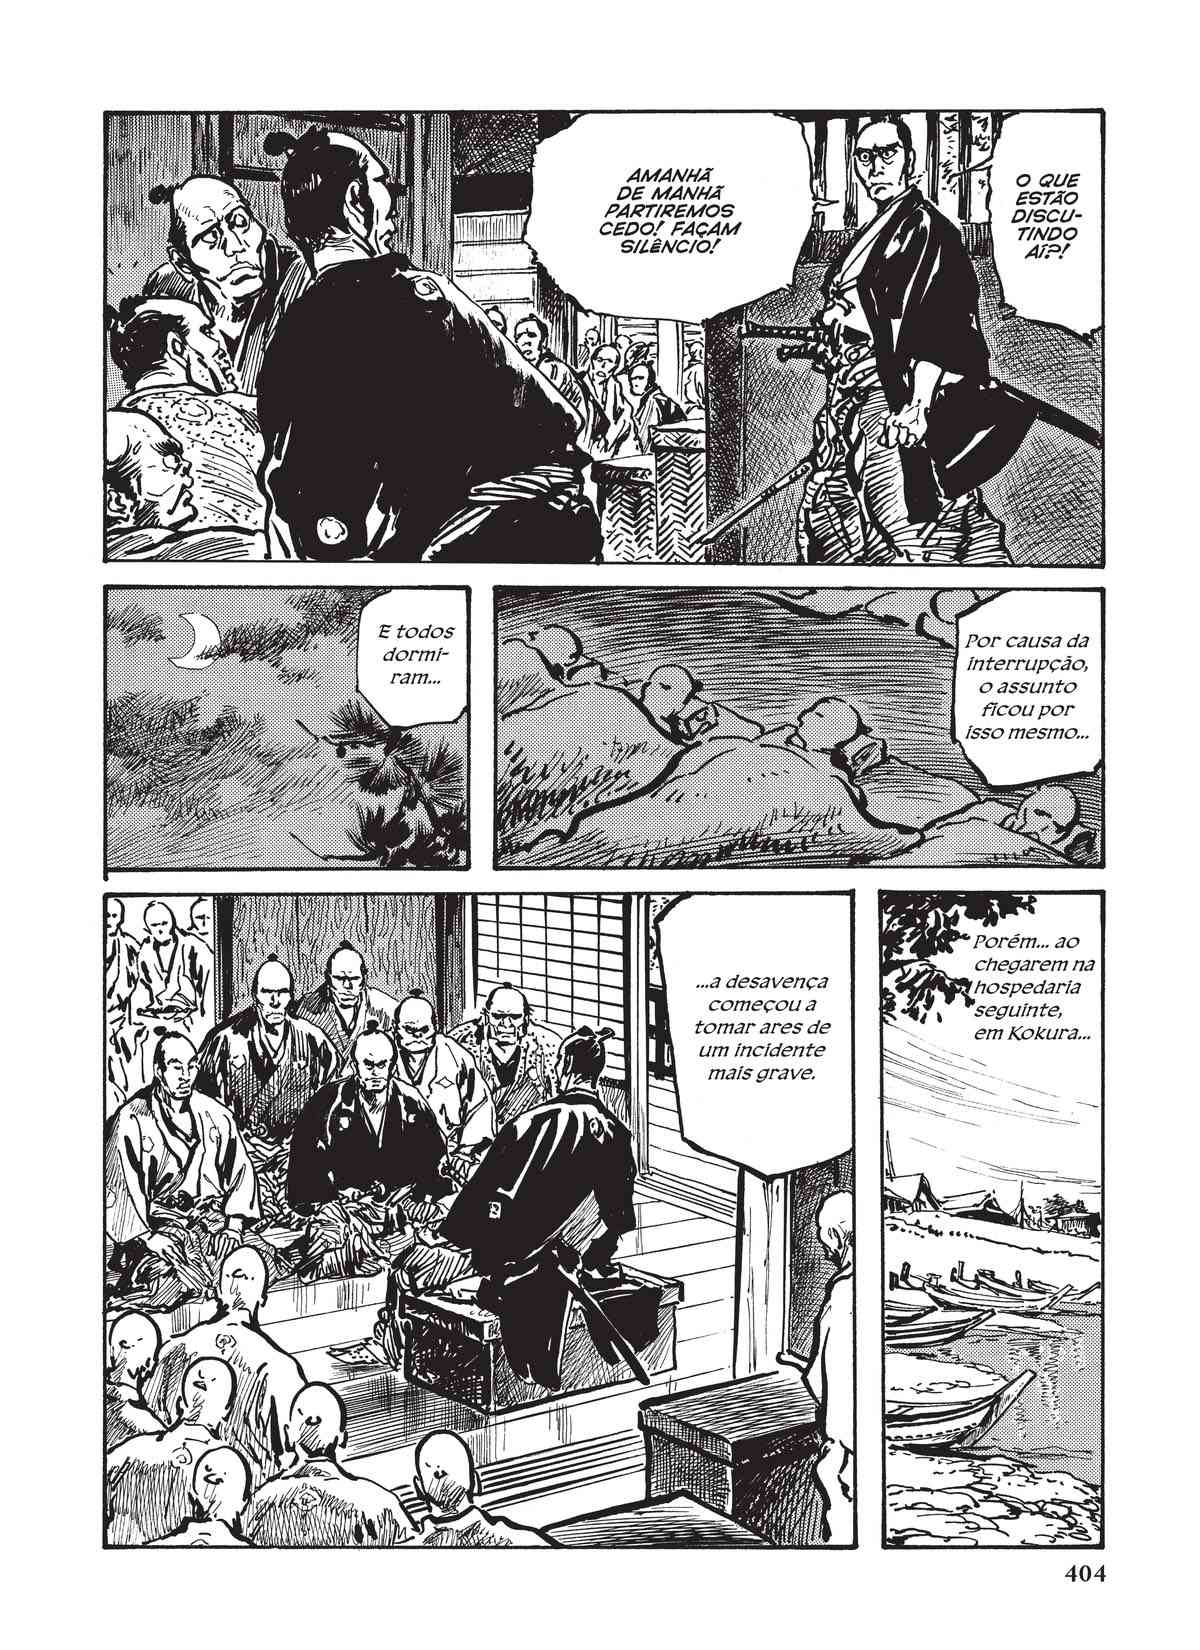 O QUE
ESTÃO
DISCU-
TINDO
AÍ?!
AMANHÃ
DE MANHÃ
PARTIREMOS
CEDO! FAÇAM
SILÊNCIO!
Por causa da
interrupção,
o assunto
ficou por
isso mesmo...
E todos
dormi-
ram...
Porém... ao
chegarem na
hospedaria
seguinte,
em Kokura...
...a desavença
começou a
tomar ares de
um incidente
mais grave.
404